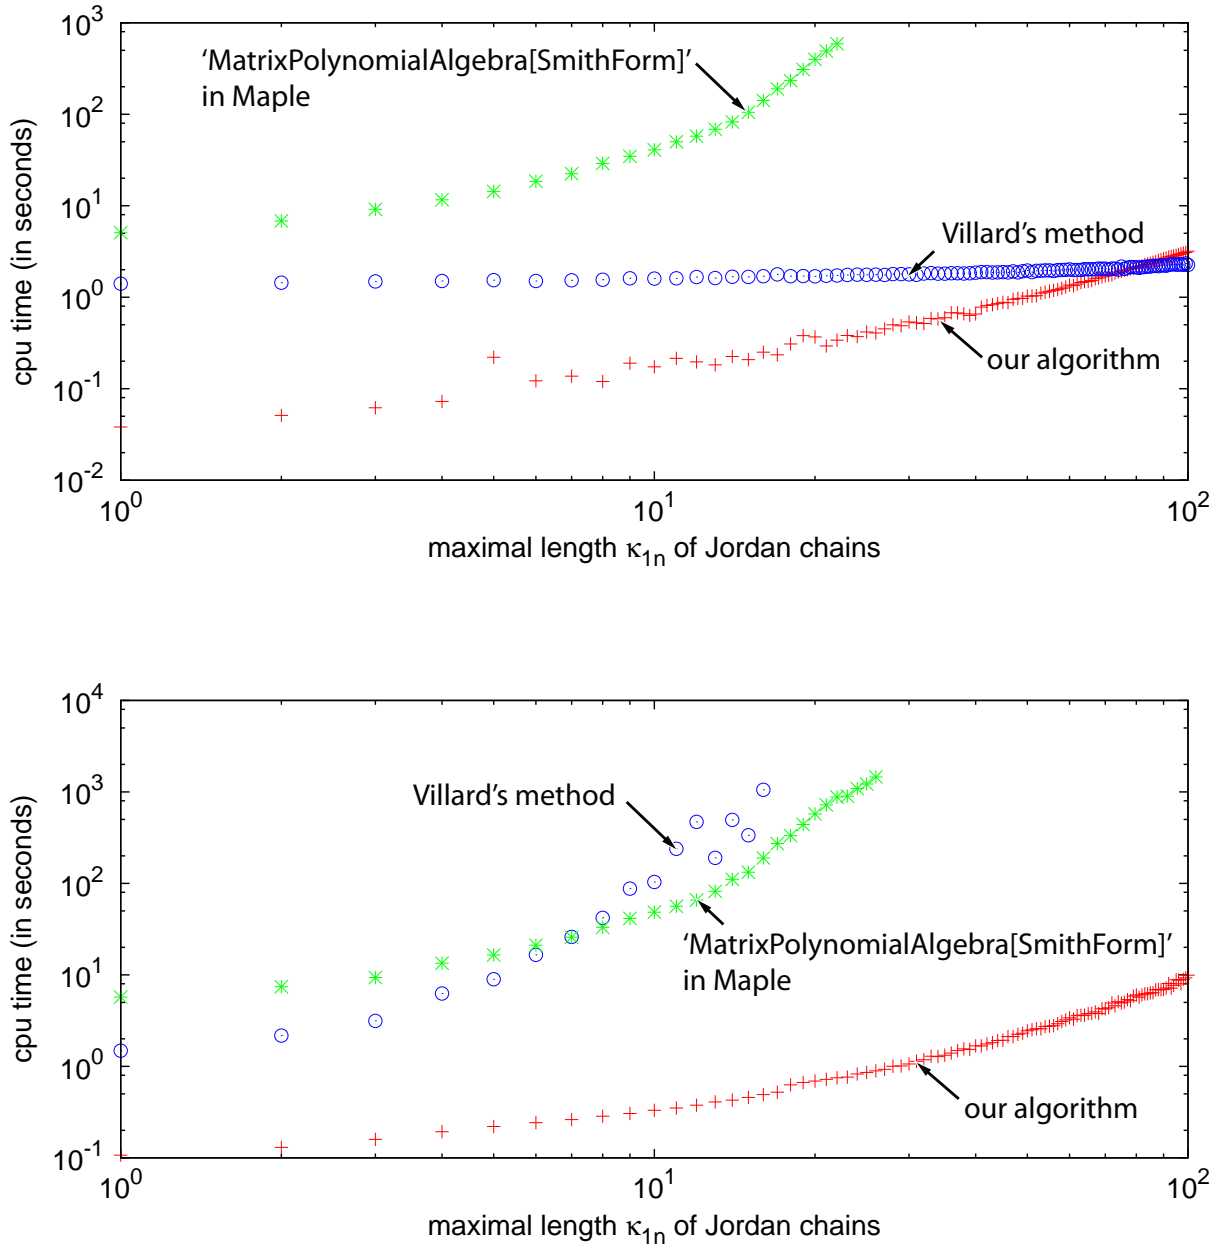 10^3
10^2
10^1
10^0
10^-1
10^-2
cpu time (in seconds)
‘MatrixPolynomialAlgebra[SmithForm]’
in Maple
Villard’s method
our algorithm
10^0
10^1
10^2
maximal length κ_1n of Jordan chains
10^4
10^3
10^2
10^1
10^0
10^-1
cpu time (in seconds)
Villard’s method
‘MatrixPolynomialAlgebra[SmithForm]’
in Maple
our algorithm
10^0
10^1
10^2
maximal length κ_1n of Jordan chains